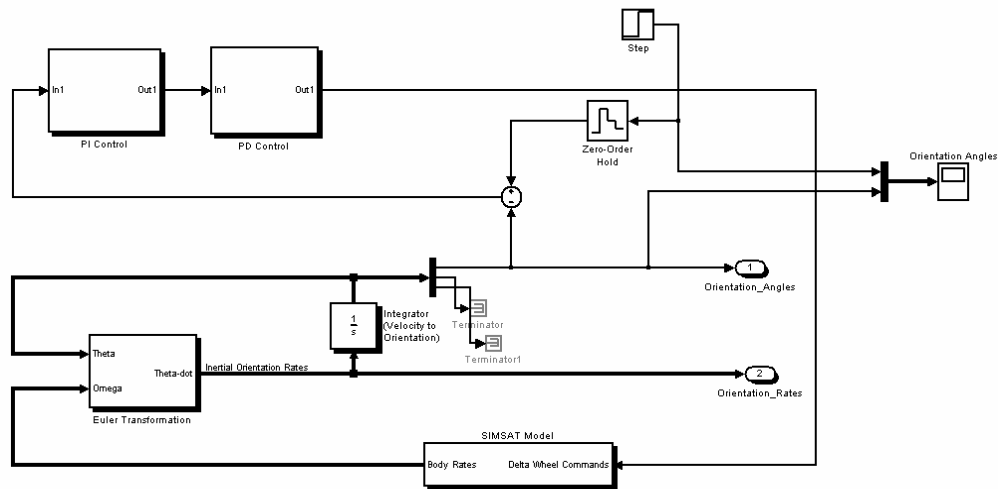 Step
In1
Out1
PI Control
In1
Out1
PD Control
Zero-Order
Hold
+
-
Orientation Angles
1
Orientation_Angles
1
s
Integrator
(Velocity to
Orientation)
Terminator
Terminator1
Theta
Omega
Theta-dot
Euler Transformation
Inertial Orientation Rates
2
Orientation_Rates
SIMSAT Model
Body Rates
Delta Wheel Commands